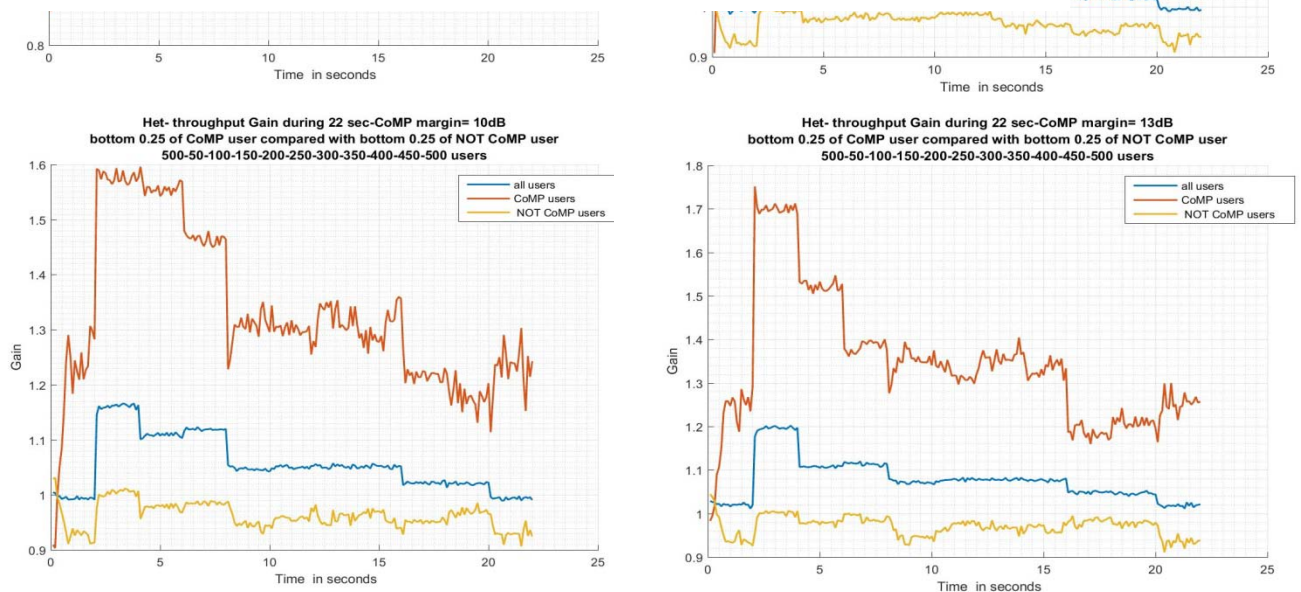 0.8
0 5 10 15 20 25
Time in seconds
0.9
0 5 10 15 20 25
Time in seconds
Het- throughput Gain during 22 sec-CoMP margin= 10dB
bottom 0.25 of CoMP user compared with bottom 0.25 of NOT CoMP user
500-50-100-150-200-250-300-350-400-450-500 users
1.6
1.5
1.4
1.3
1.2
1.1
1
0.9
Gain
all users
CoMP users
NOT CoMP users
0 5 10 15 20 25
Time in seconds
Het- throughput Gain during 22 sec-CoMP margin= 13dB
bottom 0.25 of CoMP user compared with bottom 0.25 of NOT CoMP user
500-50-100-150-200-250-300-350-400-450-500 users
1.8
1.7
1.6
1.5
1.4
1.3
1.2
1.1
1
0.9
Gain
all users
CoMP users
NOT CoMP users
0 5 10 15 20 25
Time in seconds